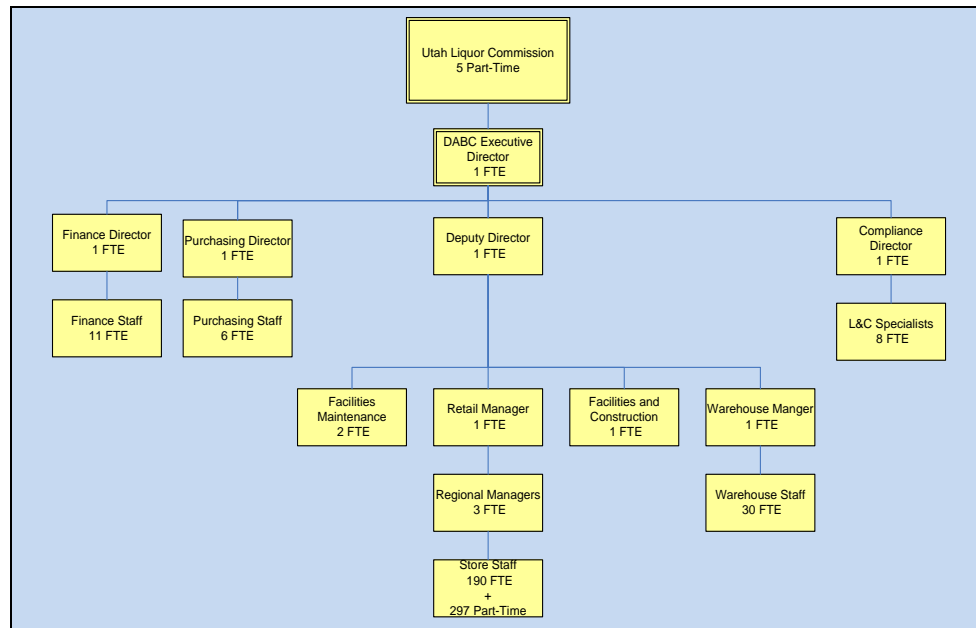 Utah Liquor Commission
5 Part-Time
DABC Executive
Director
1 FTE
Finance Director
1 FTE
Purchasing Director
1 FTE
Deputy Director
1 FTE
Compliance
Director
1 FTE
Finance Staff
11 FTE
Purchasing Staff
6 FTE
L&C Specialists
8 FTE
Facilities
Maintenance
2 FTE
Retail Manager
1 FTE
Facilities and
Construction
1 FTE
Warehouse Manger
1 FTE
Regional Managers
3 FTE
Warehouse Staff
30 FTE
Store Staff
190 FTE
+
297 Part-Time